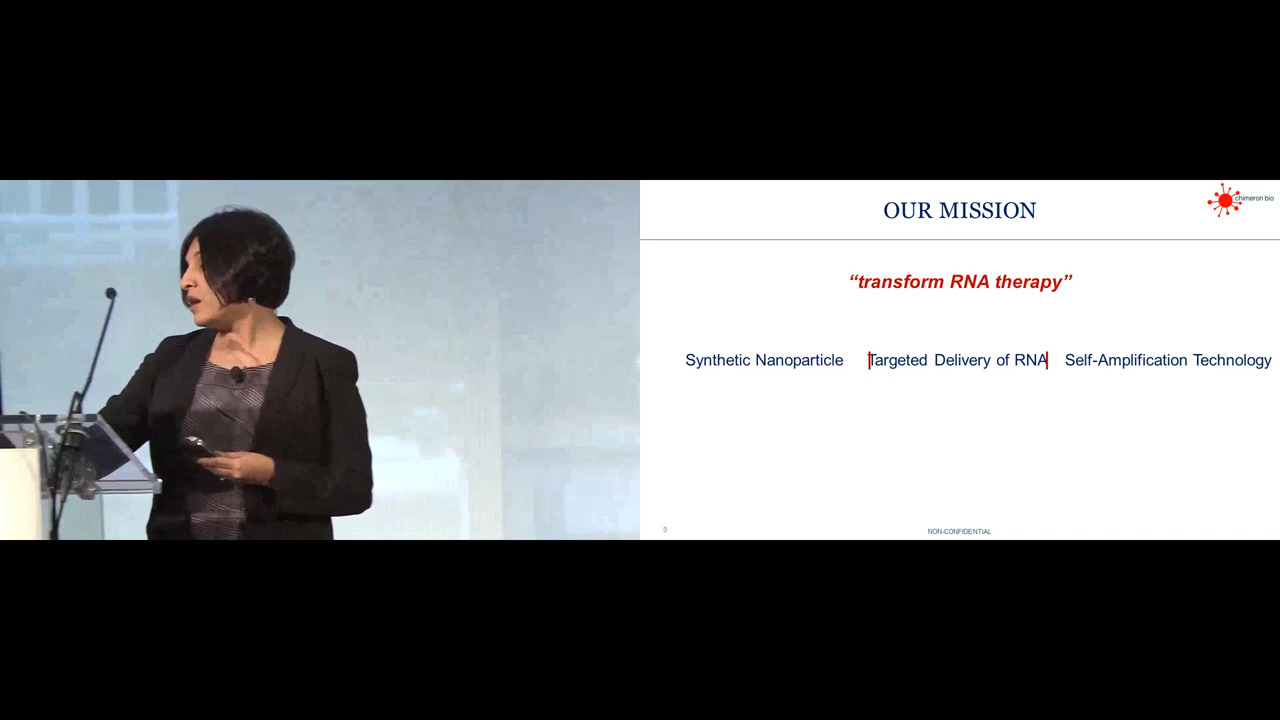 OUR MISSION
chimeron bio
“transform RNA therapy”
Synthetic Nanoparticle | Targeted Delivery of RNA | Self-Amplification Technology
3
NON-CONFIDENTIAL